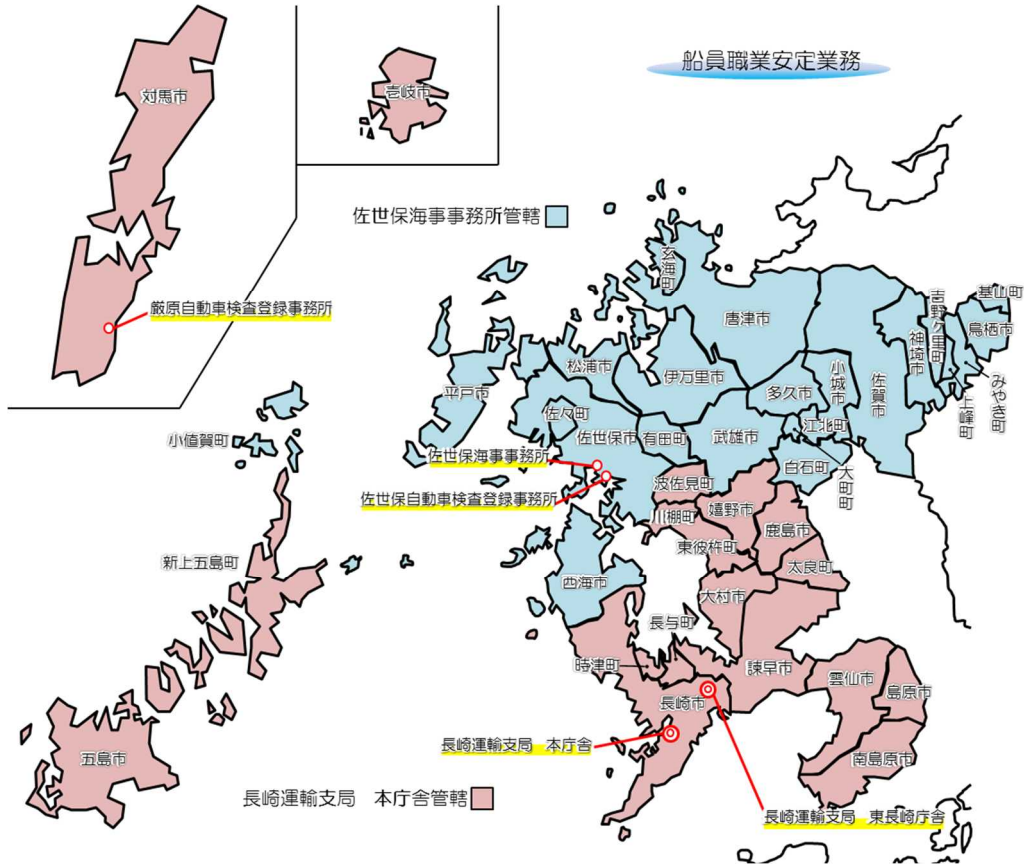 船員職業安定業務
対馬市
壱岐市
佐世保海事事務所管轄
厳原自動車検査登録事務所
玄海町
唐津市
基山町
鳥栖市
吉野ヶ里町
神埼市
みやき町
上峰町
松浦市
伊万里市
多久市
小城市
佐賀市
平戸市
佐々町
佐世保市
有田町
武雄市
江北町
小値賀町
佐世保海事事務所
白石町
大町町
佐世保自動車検査登録事務所
波佐見町
嬉野市
川棚町
鹿島市
東彼杵町
新上五島町
太良町
西海市
大村市
長与町
時津町
諫早市
雲仙市
島原市
長崎市
長崎運輸支局 本庁舎
五島市
南島原市
長崎運輸支局 本庁舎管轄
長崎運輸支局 東長崎庁舎